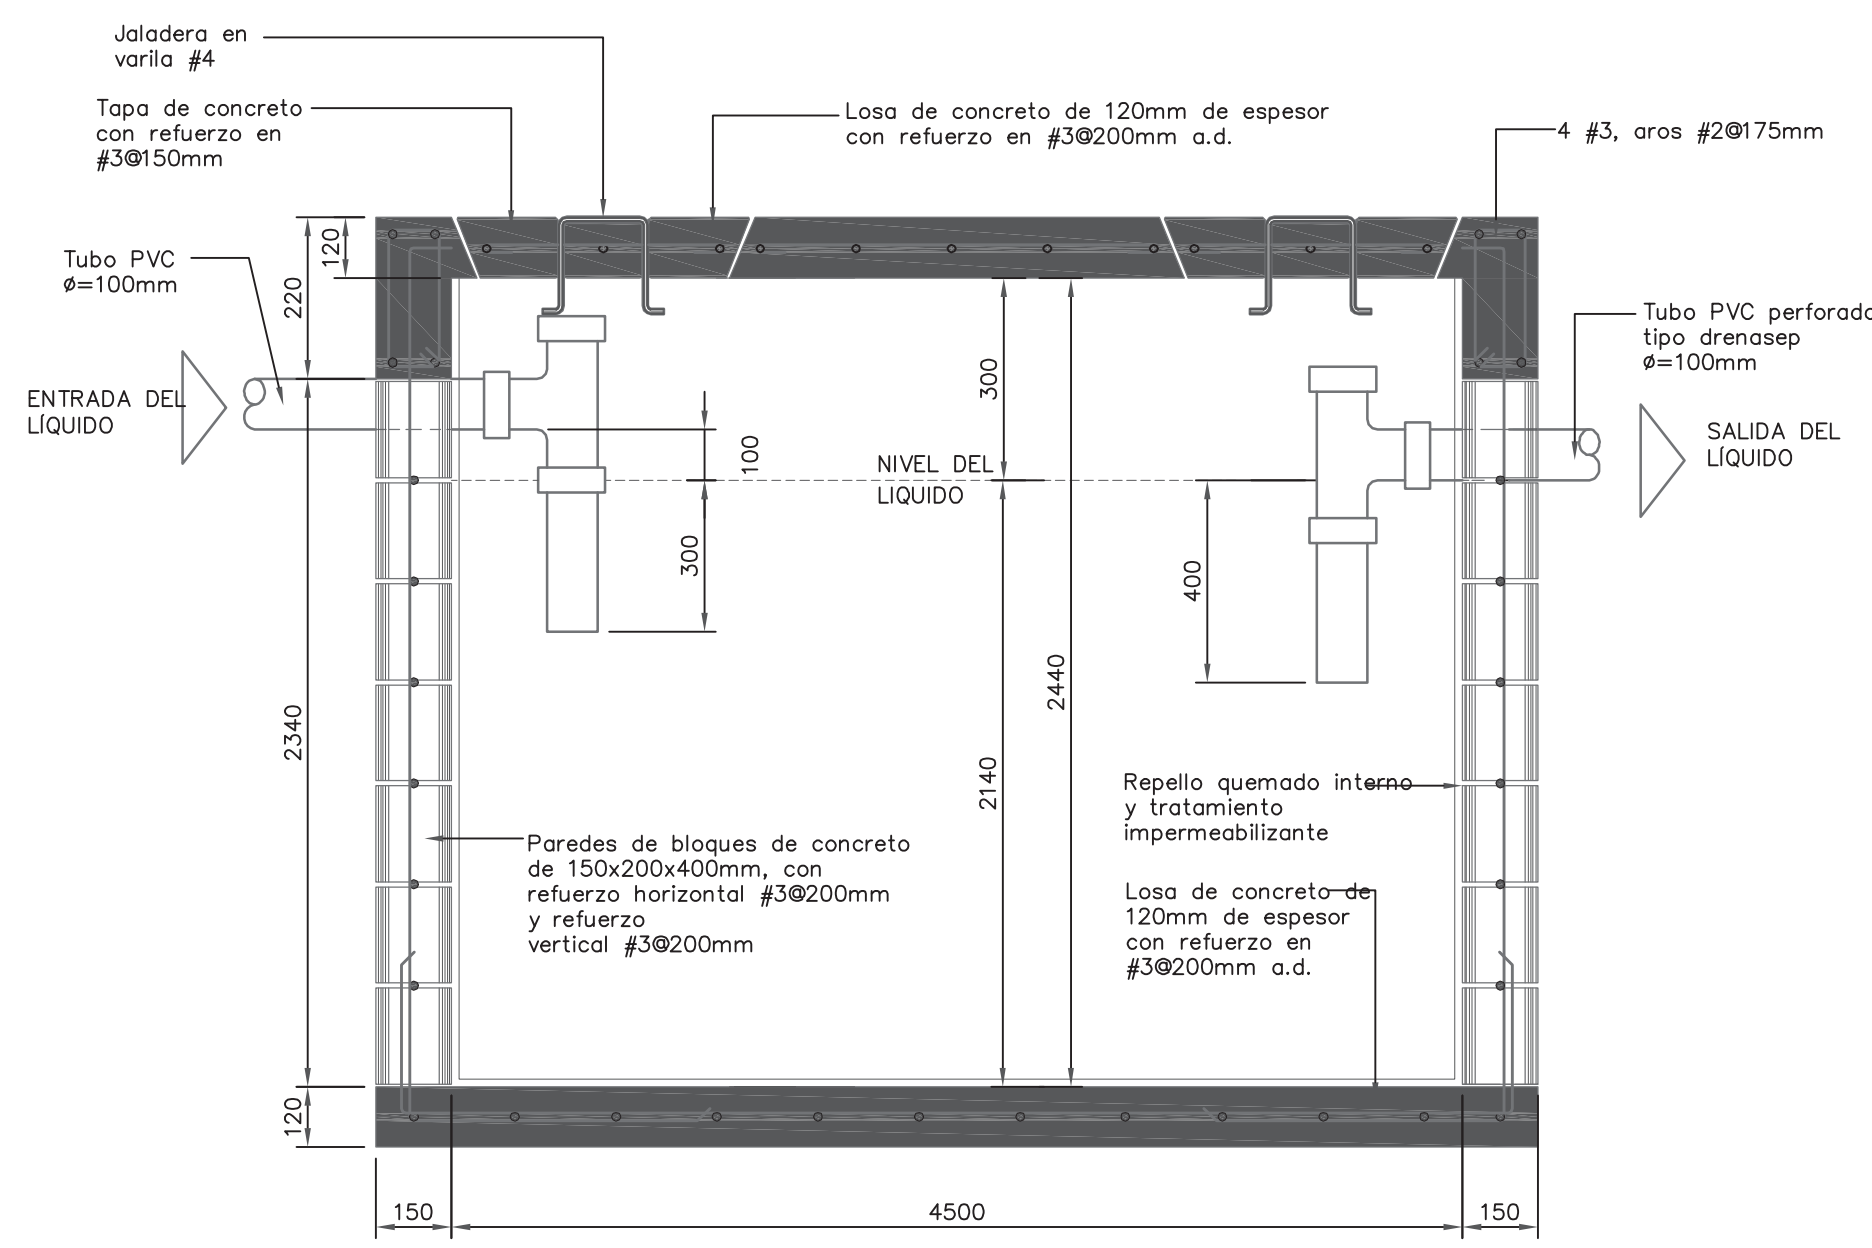 Jaladera en
varila #4
Tapa de concreto
con refuerzo en
#3@150mm
Losa de concreto de 120mm de espesor
con refuerzo en #3@200mm a.d.
4 #3, aros #2@175mm
Tubo PVC
ø=100mm
220
120
ENTRADA DEL
LÍQUIDO
Tubo PVC perforado
tipo drenasep
ø=100mm
SALIDA DEL
LÍQUIDO
300
100
NIVEL DEL
LIQUIDO
300
400
2340
2440
2140
Repello quemado interno
y tratamiento
impermeabilizante
Paredes de bloques de concreto
de 150x200x400mm, con
refuerzo horizontal #3@200mm
y refuerzo
vertical #3@200mm
Losa de concreto de
120mm de espesor
con refuerzo en
#3@200mm a.d.
120
150
4500
150